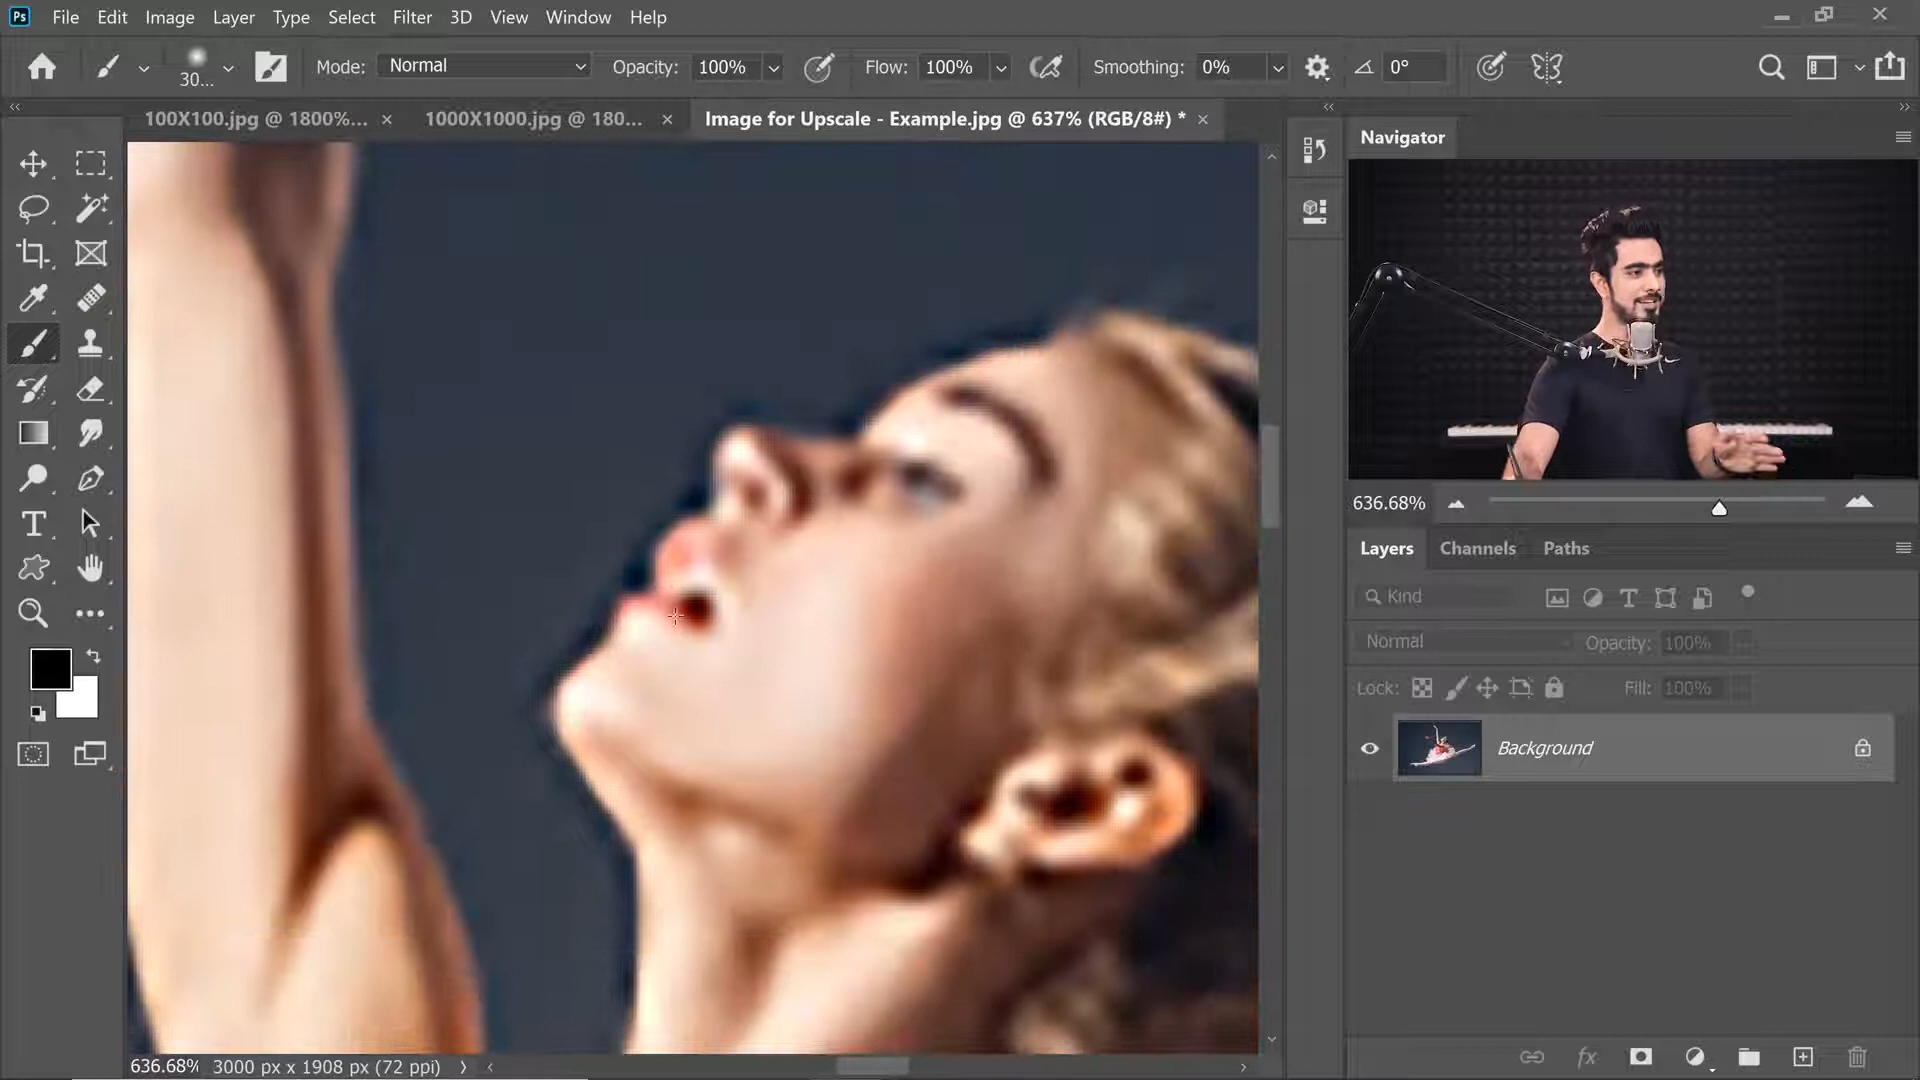 Ps File Edit Image Layer Type Select Filter 3D View Window Help
30... Mode: Normal Opacity: 100% Flow: 100% Smoothing: 0% 0°
100X100.jpg @ 1800%... × 1000X1000.jpg @ 180... × Image for Upscale - Example.jpg @ 637% (RGB/8#) * ×
Navigator
636.68%
Layers Channels Paths
Kind
Normal Opacity: 100%
Lock: Fill: 100%
Background
fx
636.68% 3000 px x 1908 px (72 ppi)